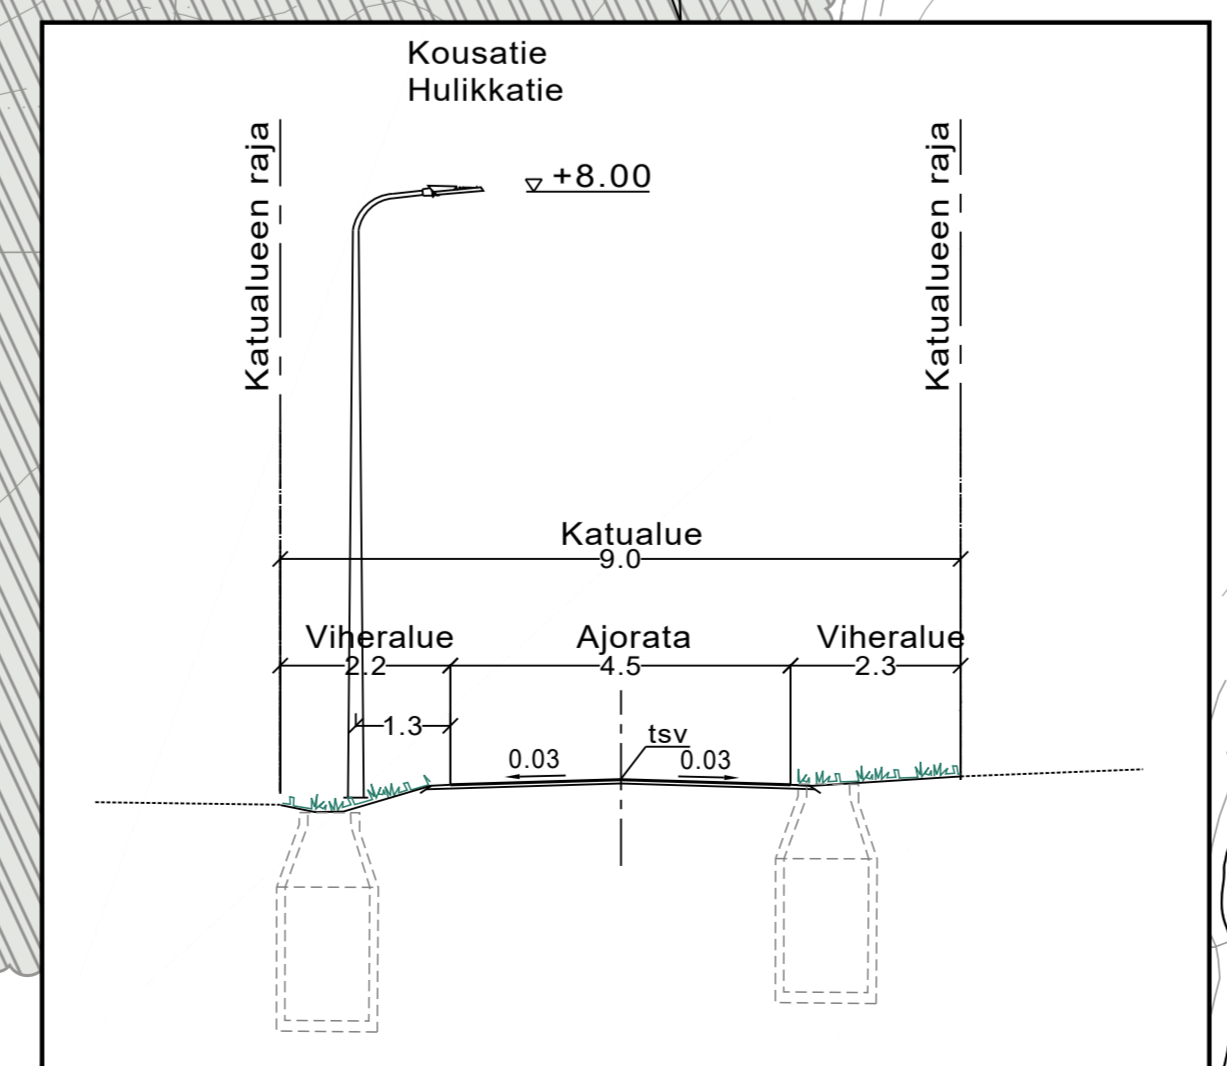 Kousatie
Hulikkatie
Katualueen raja
Katualueen raja
+8.00
Katualue
9.0
Viheralue
Ajorata
Viheralue
2.2
4.5
2.3
1.3
tsv
0.03
0.03